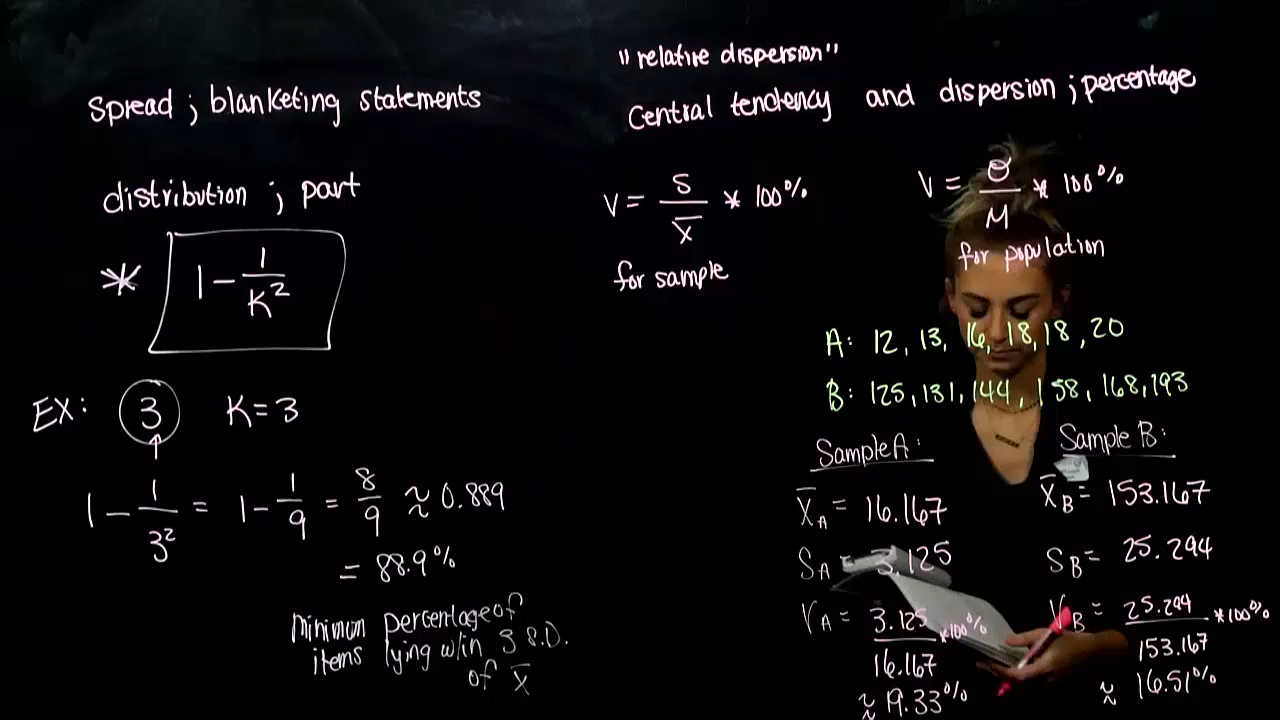 Spread ; blanketing statements
distribution ; part
* 1 - 1/K²
EX: 3 K = 3
1 - 1/3² = 1 - 1/9 = 8/9 ≈ 0.889
= 88.9%
minimum percentage of
items lying w/in 3 S.D.
of X̅
"relative dispersion"
Central tendency and dispersion ; percentage
V = S/X̅ * 100%
for sample
V = σ/M * 100%
for population
A: 12, 13, 16, 18, 18, 20
B: 125, 131, 144, 158, 168, 193
Sample A:
X̅A = 16.167
SA = 3.125
VA = 3.125/16.167 * 100%
≈ 19.33%
Sample B:
X̅B = 153.167
SB = 25.294
VB = 25.294/153.167 * 100%
≈ 16.51%